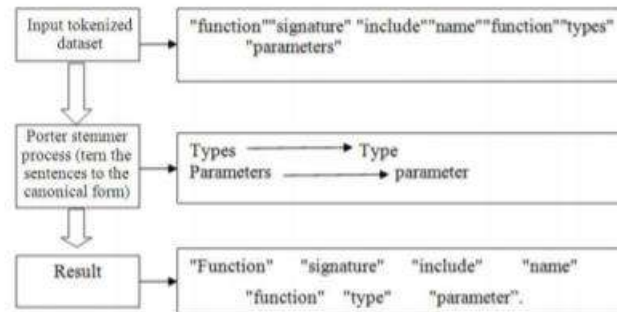 Input tokenized
dataset
"function""signature" "include""name""function""types"
"parameters"
Porter stemmer
process (tern the
sentences to the
canonical form)
Types Type
Parameters parameter
Result
"Function" "signature" "include" "name"
"function" "type" "parameter".